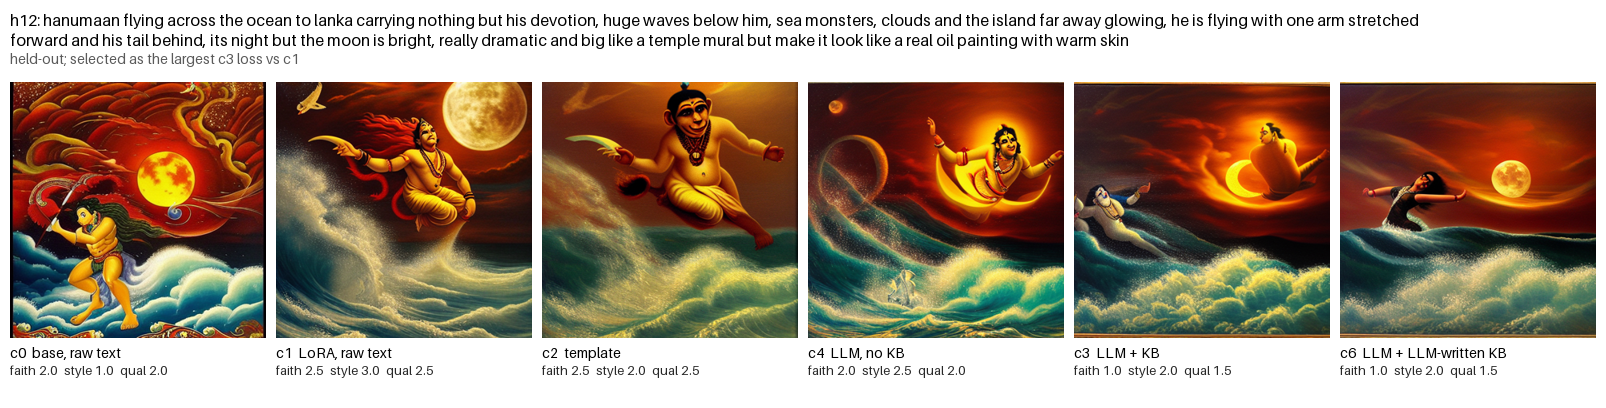 h12: hanumaan flying across the ocean to lanka carrying nothing but his devotion, huge waves below him, sea monsters, clouds and the island far away glowing, he is flying with one arm stretched
forward and his tail behind, its night but the moon is bright, really dramatic and big like a temple mural but make it look like a real oil painting with warm skin
held-out; selected as the largest c3 loss vs c1
c0 base, raw text
faith 2.0 style 1.0 qual 2.0
c1 LoRA, raw text
faith 2.5 style 3.0 qual 2.5
c2 template
faith 2.5 style 2.0 qual 2.5
c4 LLM, no KB
faith 2.0 style 2.5 qual 2.0
c3 LLM + KB
faith 1.0 style 2.0 qual 1.5
c6 LLM + LLM-written KB
faith 1.0 style 2.0 qual 1.5